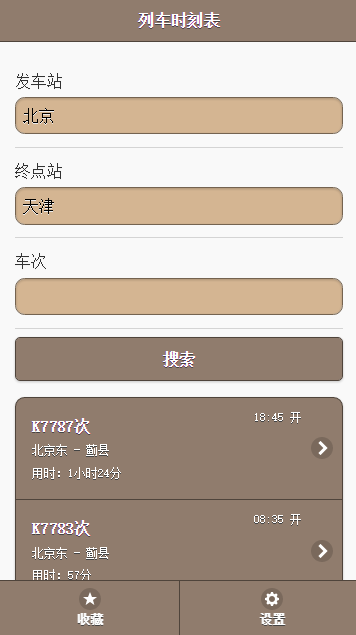 列车时刻表
发车站
北京
终点站
天津
车次
搜索
K7787次
18:45 开
北京东 - 蓟县
用时: 1小时24分
K7783次
08:35 开
北京东 - 蓟县
用时: 57分
收藏
设置